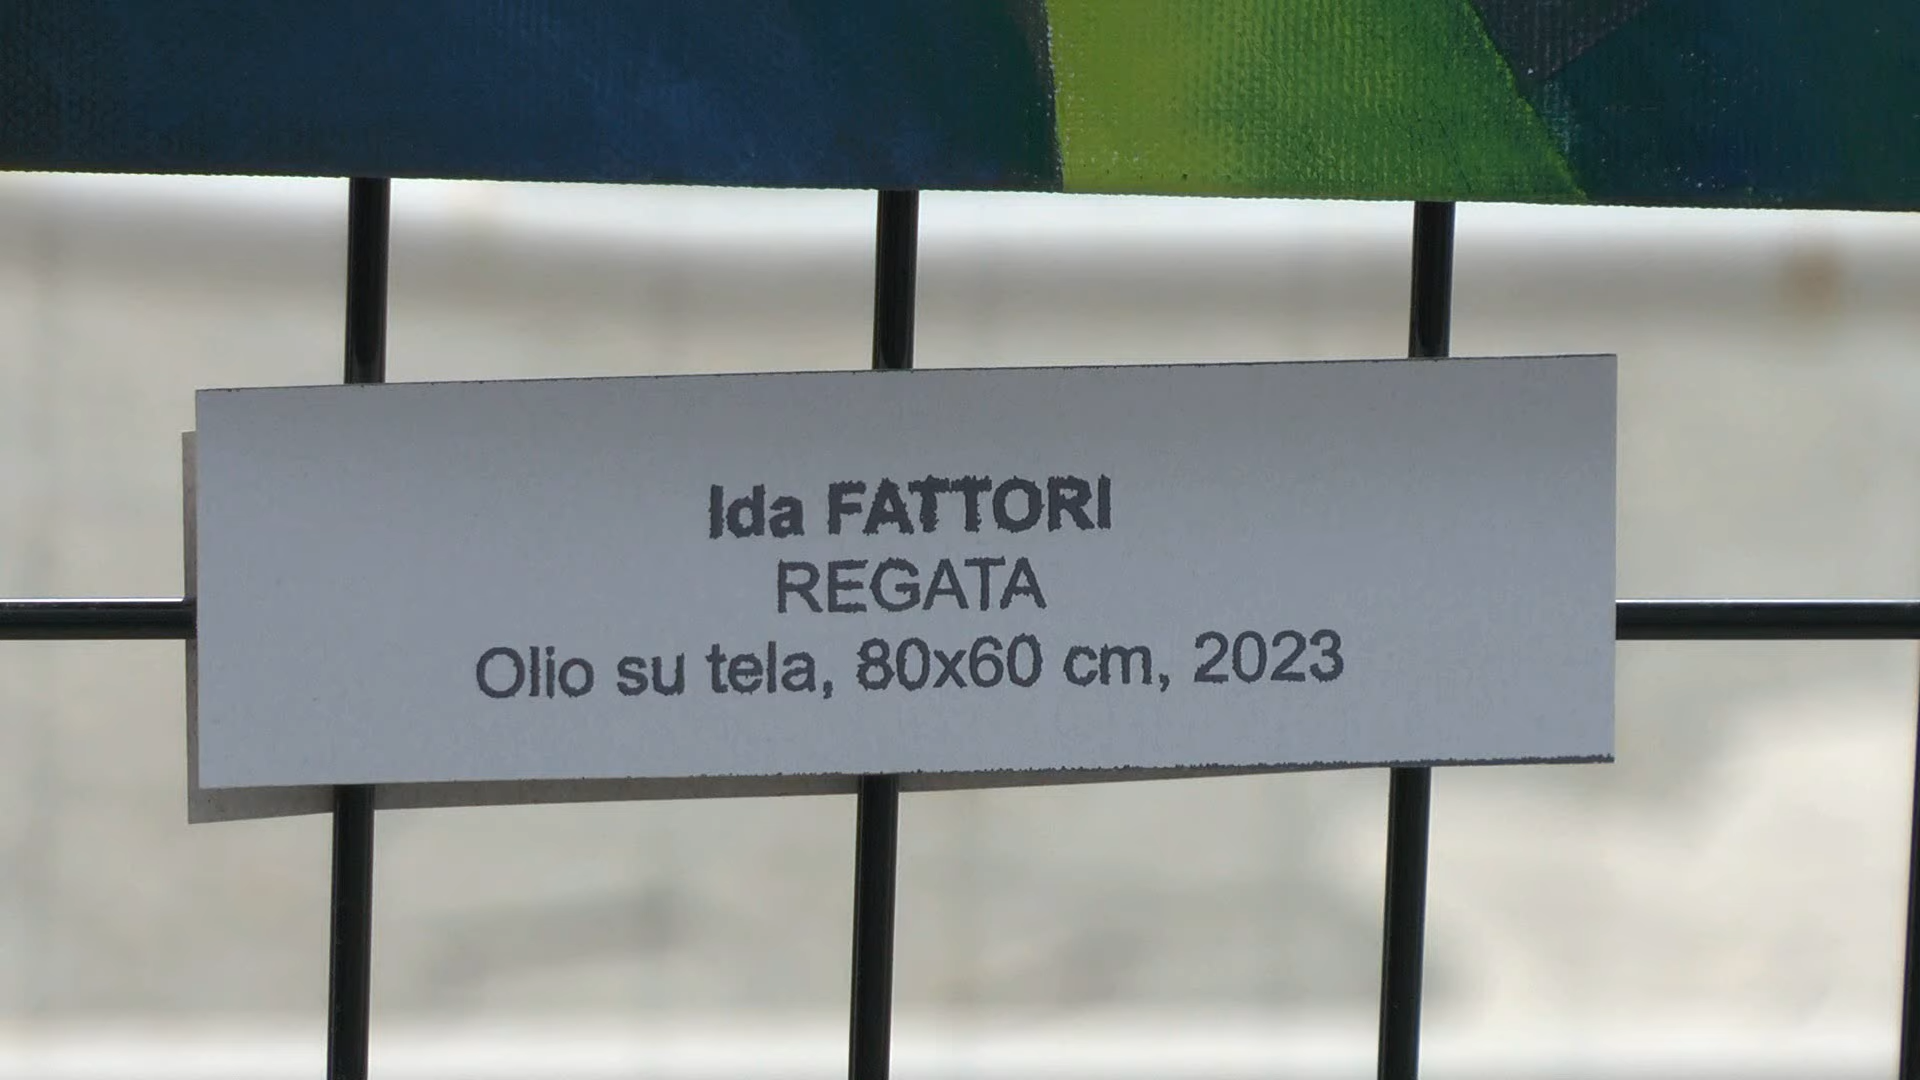 Ida FATTORI
REGATA
Olio su tela, 80x60 cm, 2023